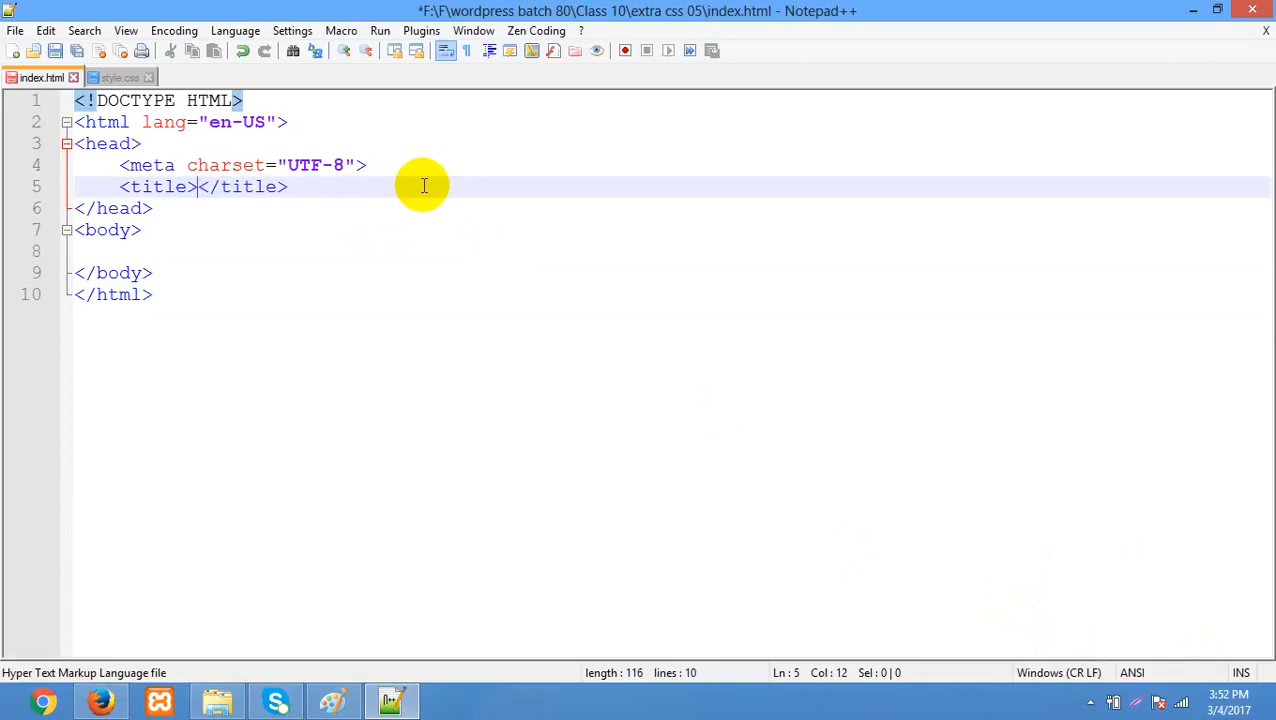 *F:\F\wordpress batch 80\Class 10\extra css 05\index.html - Notepad++
File Edit Search View Encoding Language Settings Macro Run Plugins Window Zen Coding ? X
index.html style.css
1 <!DOCTYPE HTML>
2 <html lang="en-US">
3 <head>
4 <meta charset="UTF-8">
5 <title></title>
6 </head>
7 <body>
8
9 </body>
10 </html>
Hyper Text Markup Language file length : 116 lines : 10 Ln : 5 Col : 12 Sel : 0 | 0 Windows (CR LF) ANSI INS
3:52 PM
3/4/2017